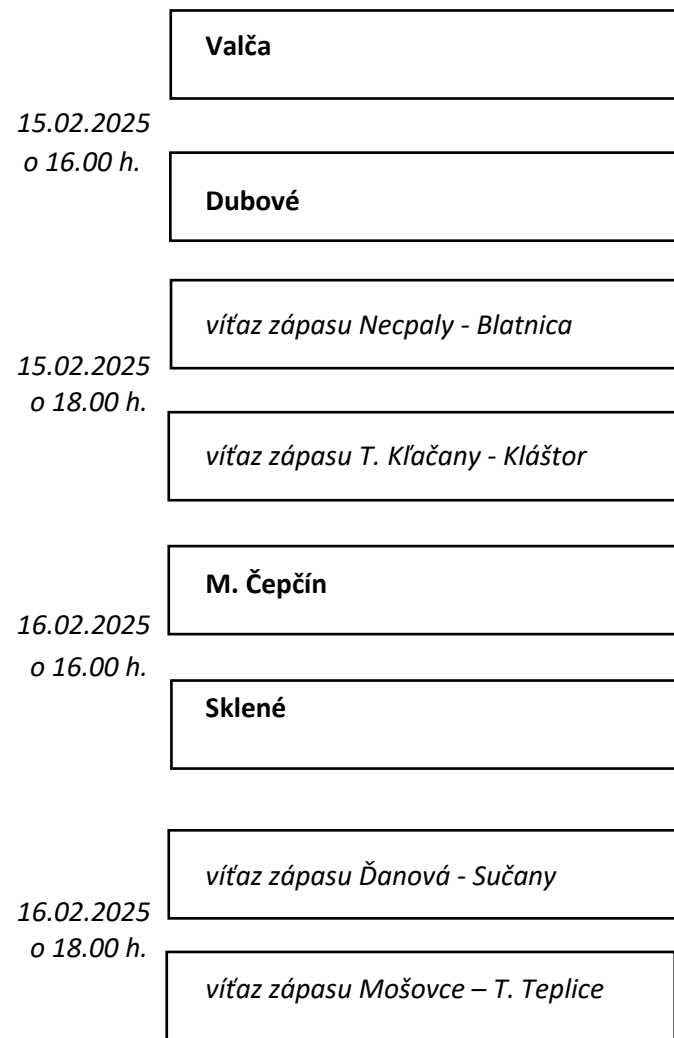 Valča
15.02.2025
o 16.00 h.
Dubové
víťaz zápasu Necpaly - Blatnica
15.02.2025
o 18.00 h.
víťaz zápasu T. Kľačany - Kláštor
M. Čepčín
16.02.2025
o 16.00 h.
Sklené
víťaz zápasu Ďanová - Sučany
16.02.2025
o 18.00 h.
víťaz zápasu Mošovce – T. Teplice